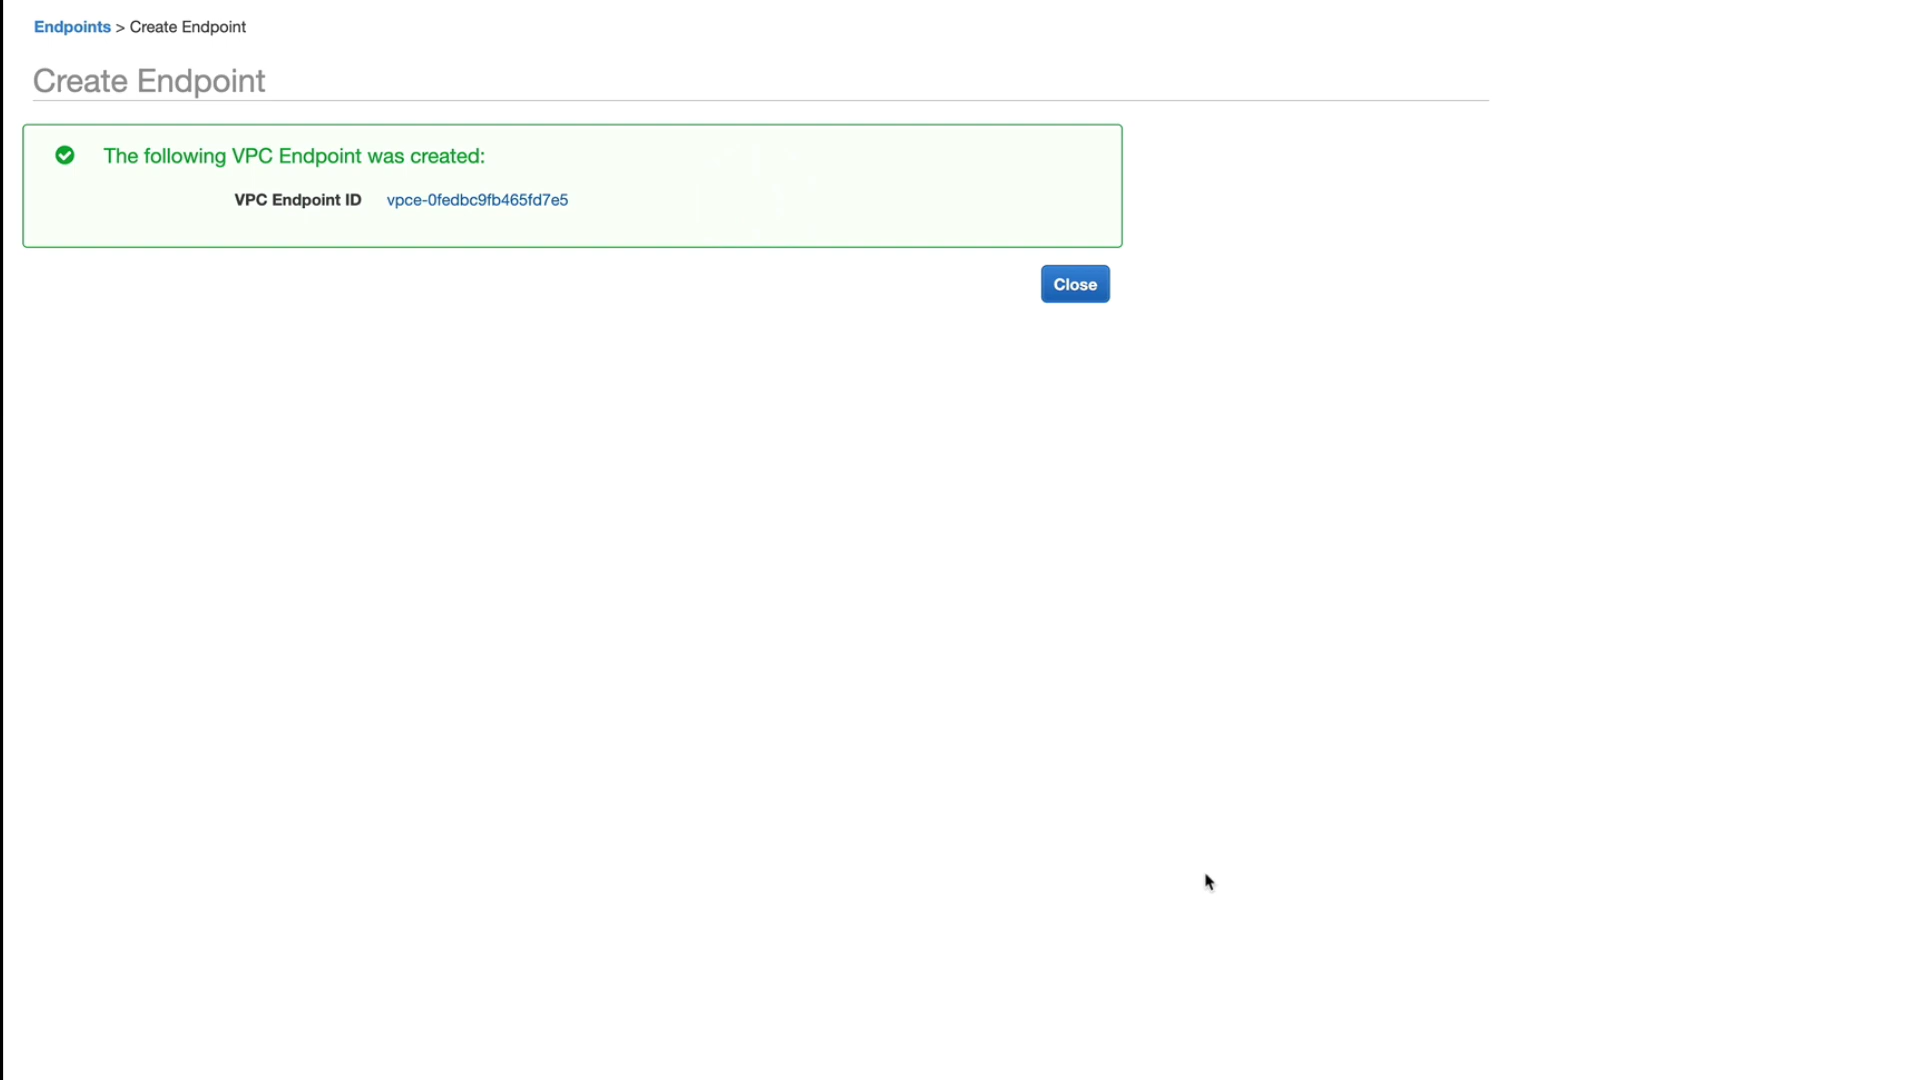 Endpoints > Create Endpoint
Create Endpoint
The following VPC Endpoint was created:
VPC Endpoint ID vpce-0fedbc9fb465fd7e5
Close